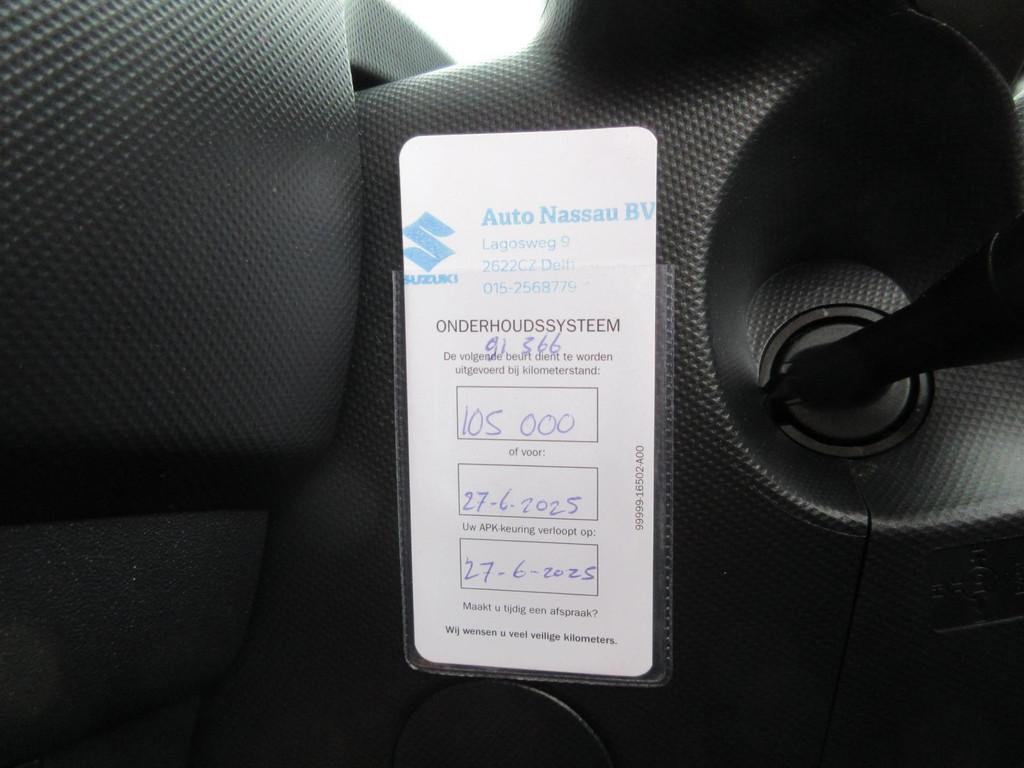 Auto Nassau BV
Lagosweg 9
2622CZ Delft
015-2568779
SUZUKI
ONDERHOUDSSYSTEEM
91 366
De volgende beurt dient te worden
uitgevoerd bij kilometerstand:
105 000
of voor:
27-6-2025
Uw APK-keuring verloopt op:
27-6-2025
Maakt u tijdig een afspraak?
Wij wensen u veel veilige kilometers.
99999-16502-A00